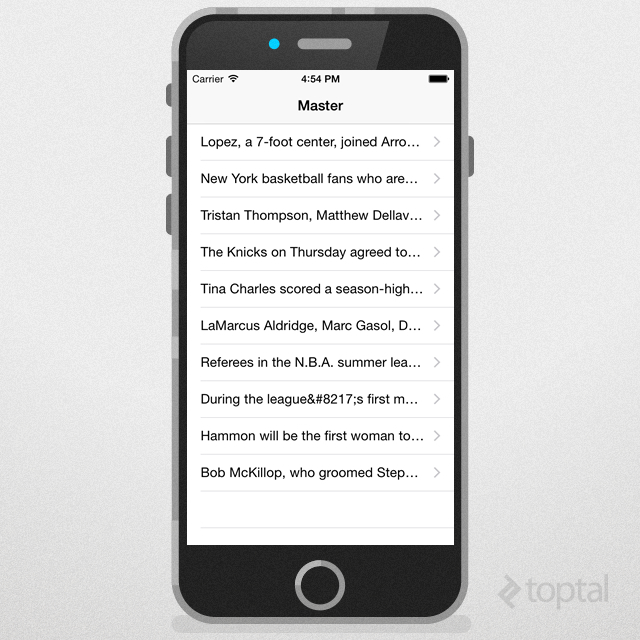 Carrier 4:54 PM
Master
Lopez, a 7-foot center, joined Arro...
New York basketball fans who are...
Tristan Thompson, Matthew Dellav...
The Knicks on Thursday agreed to...
Tina Charles scored a season-high...
LaMarcus Aldridge, Marc Gasol, D...
Referees in the N.B.A. summer lea...
During the league&#8217;s first m...
Hammon will be the first woman to...
Bob McKillop, who groomed Step...
toptal